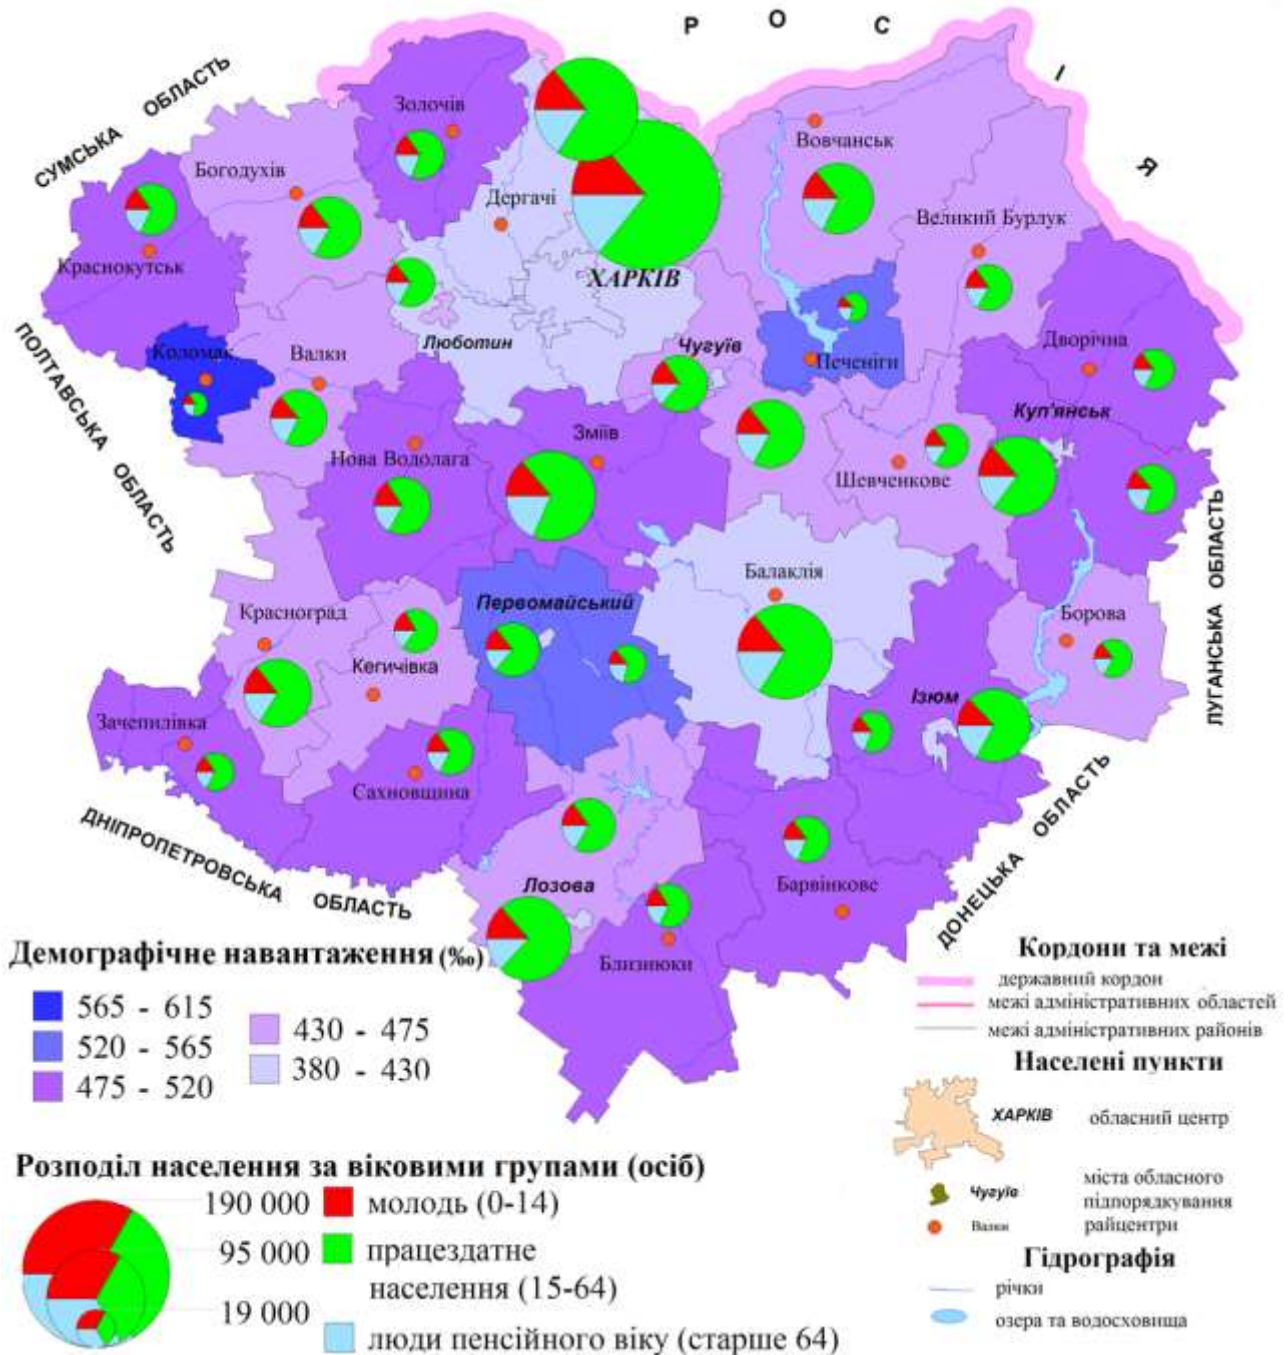 Р О С І Я
СУМСЬКА ОБЛАСТЬ
Золочів
Вовчанськ
Богодухів
Дергачі
Великий Бурлук
Краснокутськ
ХАРКІВ
ПОЛТАВСЬКА ОБЛАСТЬ
Коломак
Валки
Люботин
Чугуїв
Печеніги
Дворічна
Куп'янськ
Нова Водолага
Зміїв
Шевченкове
ЛУГАНСЬКА ОБЛАСТЬ
Балаклія
Красноград
Первомайський
Борова
Кегичівка
Зачепилівка
Ізюм
Сахновщина
ДНІПРОПЕТРОВСЬКА ОБЛАСТЬ
ДОНЕЦЬКА ОБЛАСТЬ
Лозова
Барвінкове
Близнюки
Демографічне навантаження (‰)
565 - 615
520 - 565
475 - 520
430 - 475
380 - 430
Розподіл населення за віковими групами (осіб)
190 000
95 000
19 000
молодь (0-14)
працездатне
населення (15-64)
люди пенсійного віку (старше 64)
Кордони та межі
державний кордон
межі адміністративних областей
межі адміністративних районів
Населені пункти
ХАРКІВ
обласний центр
Чугуїв
міста обласного
підпорядкування
Валки
райцентри
Гідрографія
річки
озера та водосховища